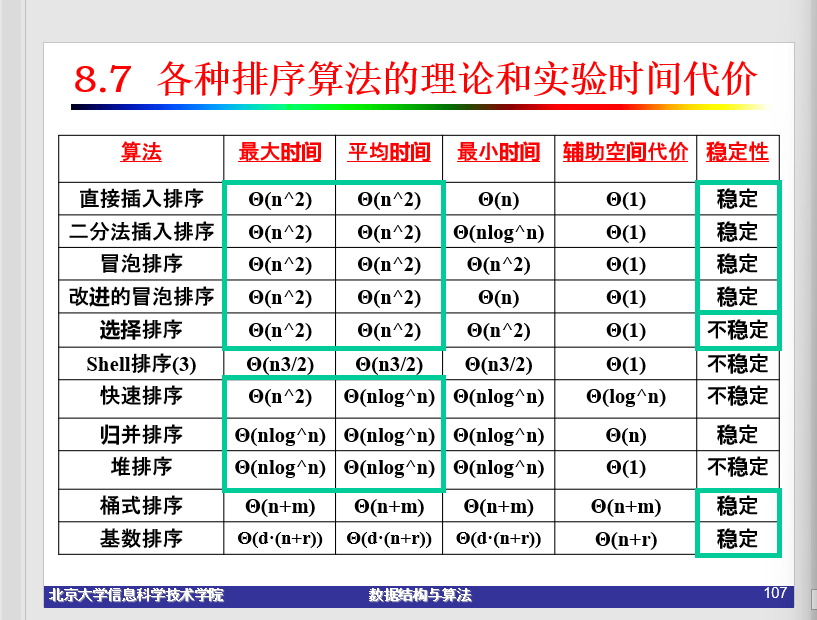 8.7 各种排序算法的理论和实验时间代价
算法 最大时间 平均时间 最小时间 辅助空间代价 稳定性
直接插入排序 Θ(n^2) Θ(n^2) Θ(n) Θ(1) 稳定
二分法插入排序 Θ(n^2) Θ(n^2) Θ(nlog^n) Θ(1) 稳定
冒泡排序 Θ(n^2) Θ(n^2) Θ(n^2) Θ(1) 稳定
改进的冒泡排序 Θ(n^2) Θ(n^2) Θ(n) Θ(1) 稳定
选择排序 Θ(n^2) Θ(n^2) Θ(n^2) Θ(1) 不稳定
Shell排序(3) Θ(n3/2) Θ(n3/2) Θ(n3/2) Θ(1) 不稳定
快速排序 Θ(n^2) Θ(nlog^n) Θ(nlog^n) Θ(log^n) 不稳定
归并排序 Θ(nlog^n) Θ(nlog^n) Θ(nlog^n) Θ(n) 稳定
堆排序 Θ(nlog^n) Θ(nlog^n) Θ(nlog^n) Θ(1) 不稳定
桶式排序 Θ(n+m) Θ(n+m) Θ(n+m) Θ(n+m) 稳定
基数排序 Θ(d·(n+r)) Θ(d·(n+r)) Θ(d·(n+r)) Θ(n+r) 稳定
北京大学信息科学技术学院 数据结构与算法 107